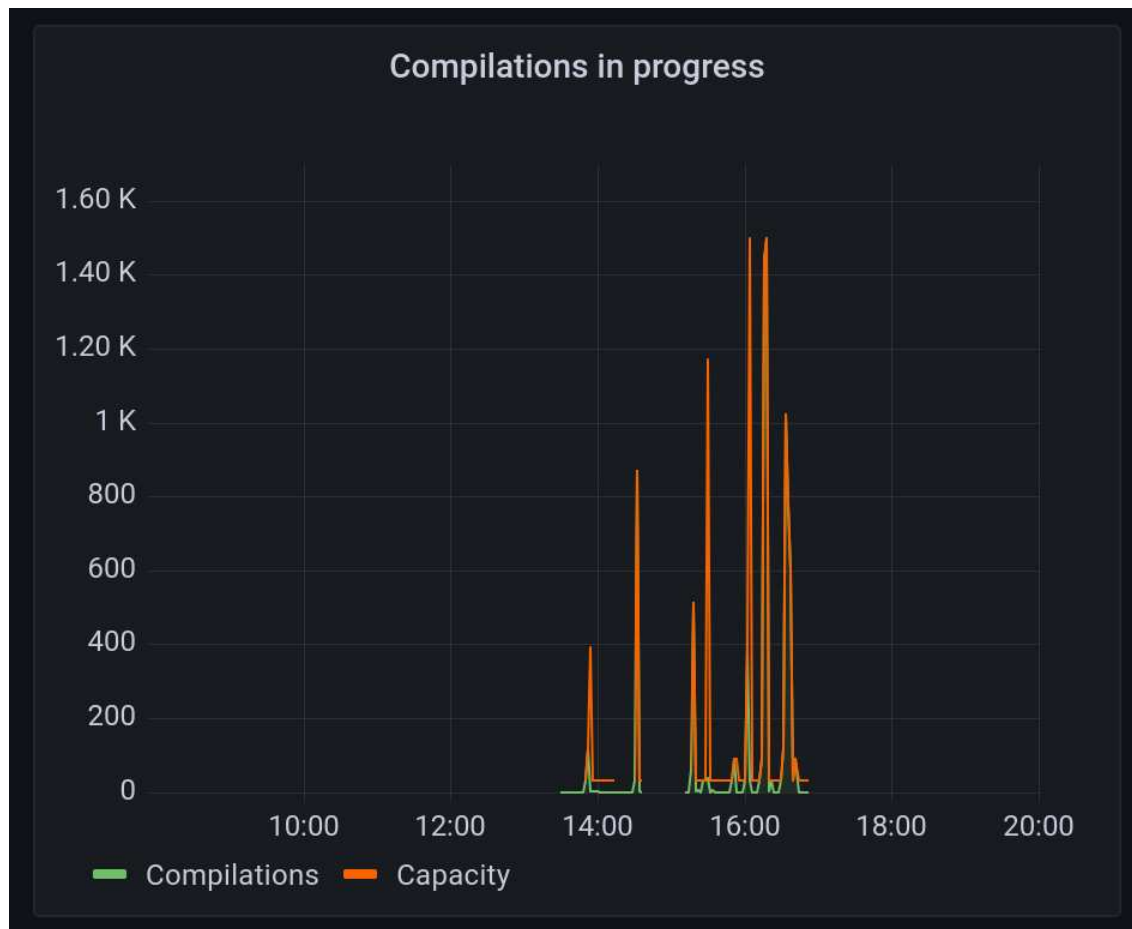 Compilations in progress
1.60 K
1.40 K
1.20 K
1 K
800
600
400
200
0
10:00 12:00 14:00 16:00 18:00 20:00
Compilations Capacity